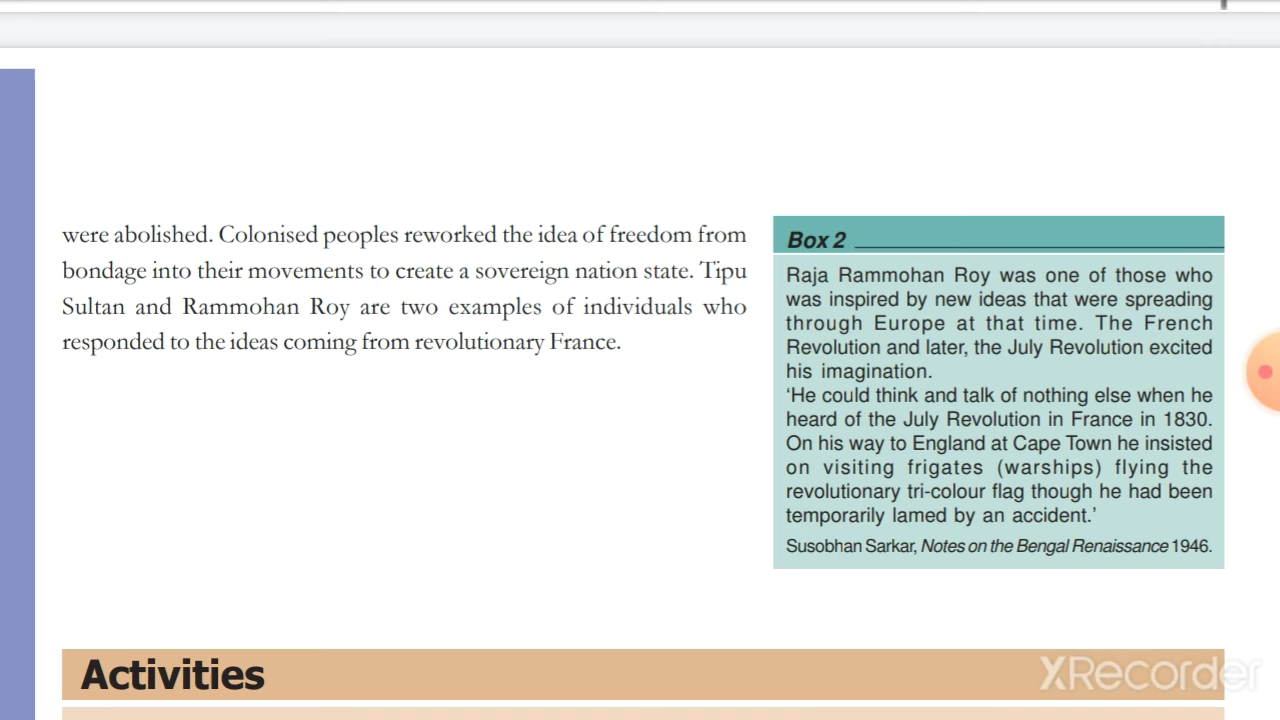 were abolished. Colonised peoples reworked the idea of freedom from
bondage into their movements to create a sovereign nation state. Tipu
Sultan and Rammohan Roy are two examples of individuals who
responded to the ideas coming from revolutionary France.
Box 2
Raja Rammohan Roy was one of those who
was inspired by new ideas that were spreading
through Europe at that time. The French
Revolution and later, the July Revolution excited
his imagination.
‘He could think and talk of nothing else when he
heard of the July Revolution in France in 1830.
On his way to England at Cape Town he insisted
on visiting frigates (warships) flying the
revolutionary tri-colour flag though he had been
temporarily lamed by an accident.’
Susobhan Sarkar, Notes on the Bengal Renaissance 1946.
Activities
XRecorder